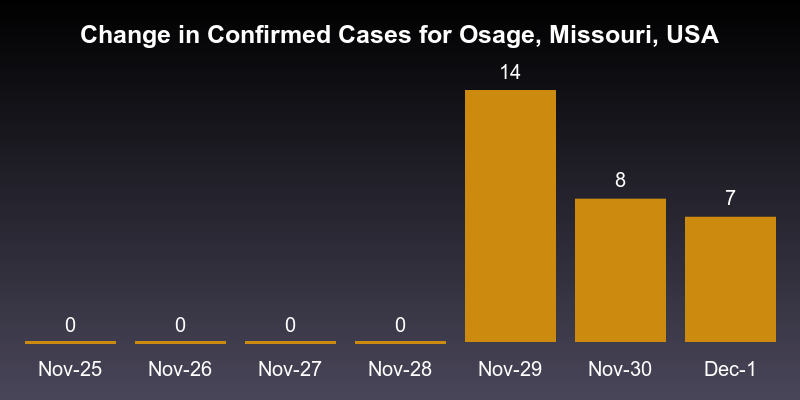 Change in Confirmed Cases for Osage, Missouri, USA
14
8
7
0 0 0 0
Nov-25 Nov-26 Nov-27 Nov-28 Nov-29 Nov-30 Dec-1